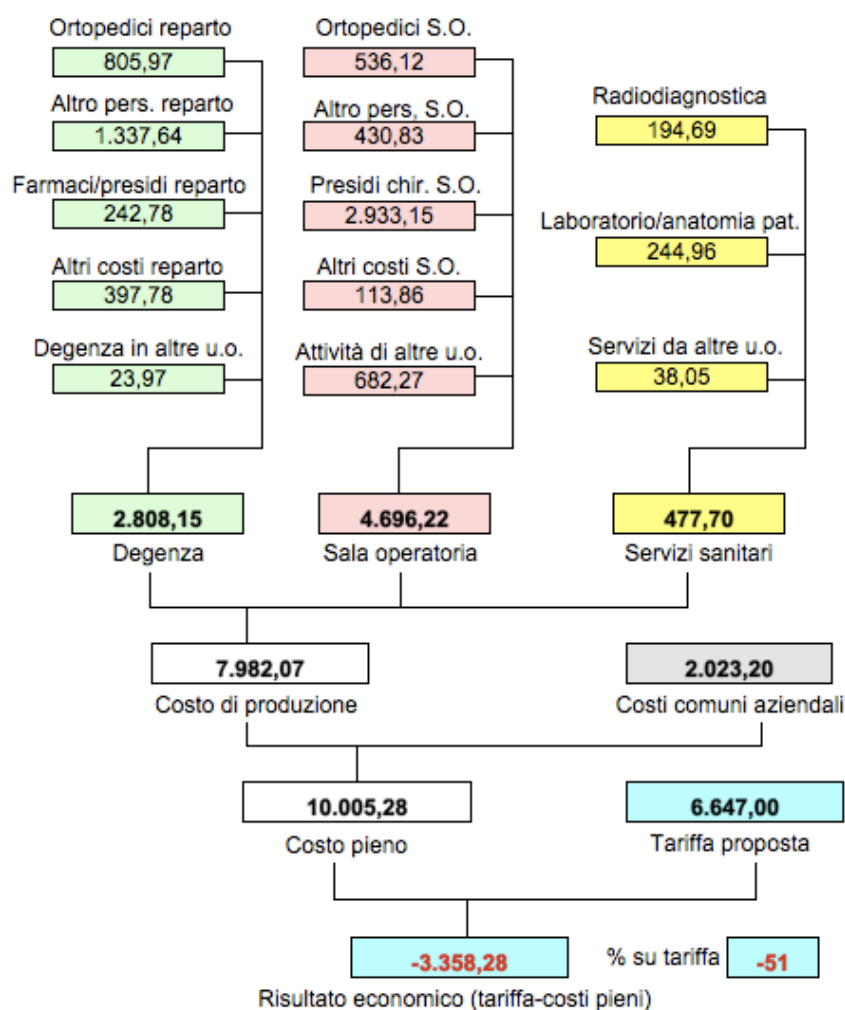 Ortopedici reparto
805,97
Altro pers. reparto
1.337,64
Farmaci/presidi reparto
242,78
Altri costi reparto
397,78
Degenza in altre u.o.
23,97
2.808,15
Degenza
Ortopedici S.O.
536,12
Altro pers, S.O.
430,83
Presidi chir. S.O.
2.933,15
Altri costi S.O.
113,86
Attività di altre u.o.
682,27
4.696,22
Sala operatoria
Radiodiagnostica
194,69
Laboratorio/anatomia pat.
244,96
Servizi da altre u.o.
38,05
477,70
Servizi sanitari
7.982,07
Costo di produzione
2.023,20
Costi comuni aziendali
10.005,28
Costo pieno
6.647,00
Tariffa proposta
-3.358,28
Risultato economico (tariffa-costi pieni)
% su tariffa
-51